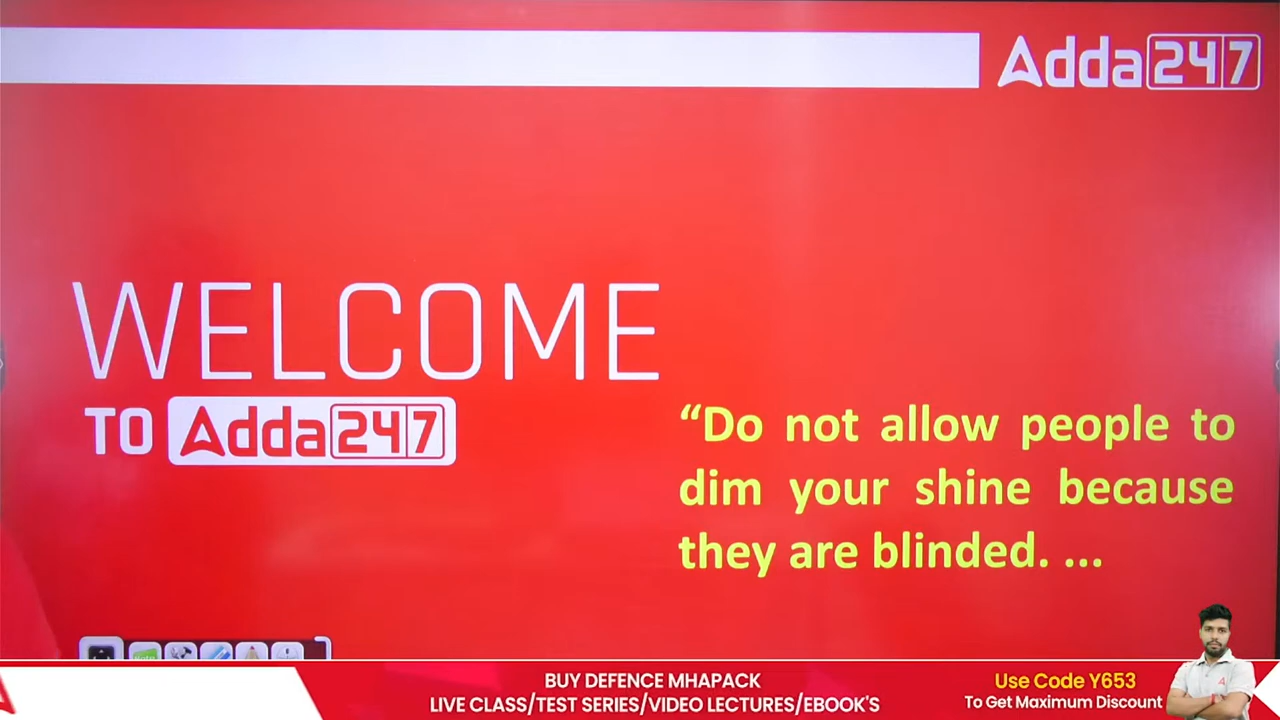 Adda247
WELCOME
TO Adda247
“Do not allow people to
dim your shine because
they are blinded. ...
BUY DEFENCE MHAPACK
LIVE CLASS/TEST SERIES/VIDEO LECTURES/EBOOK'S
Use Code Y653
To Get Maximum Discount